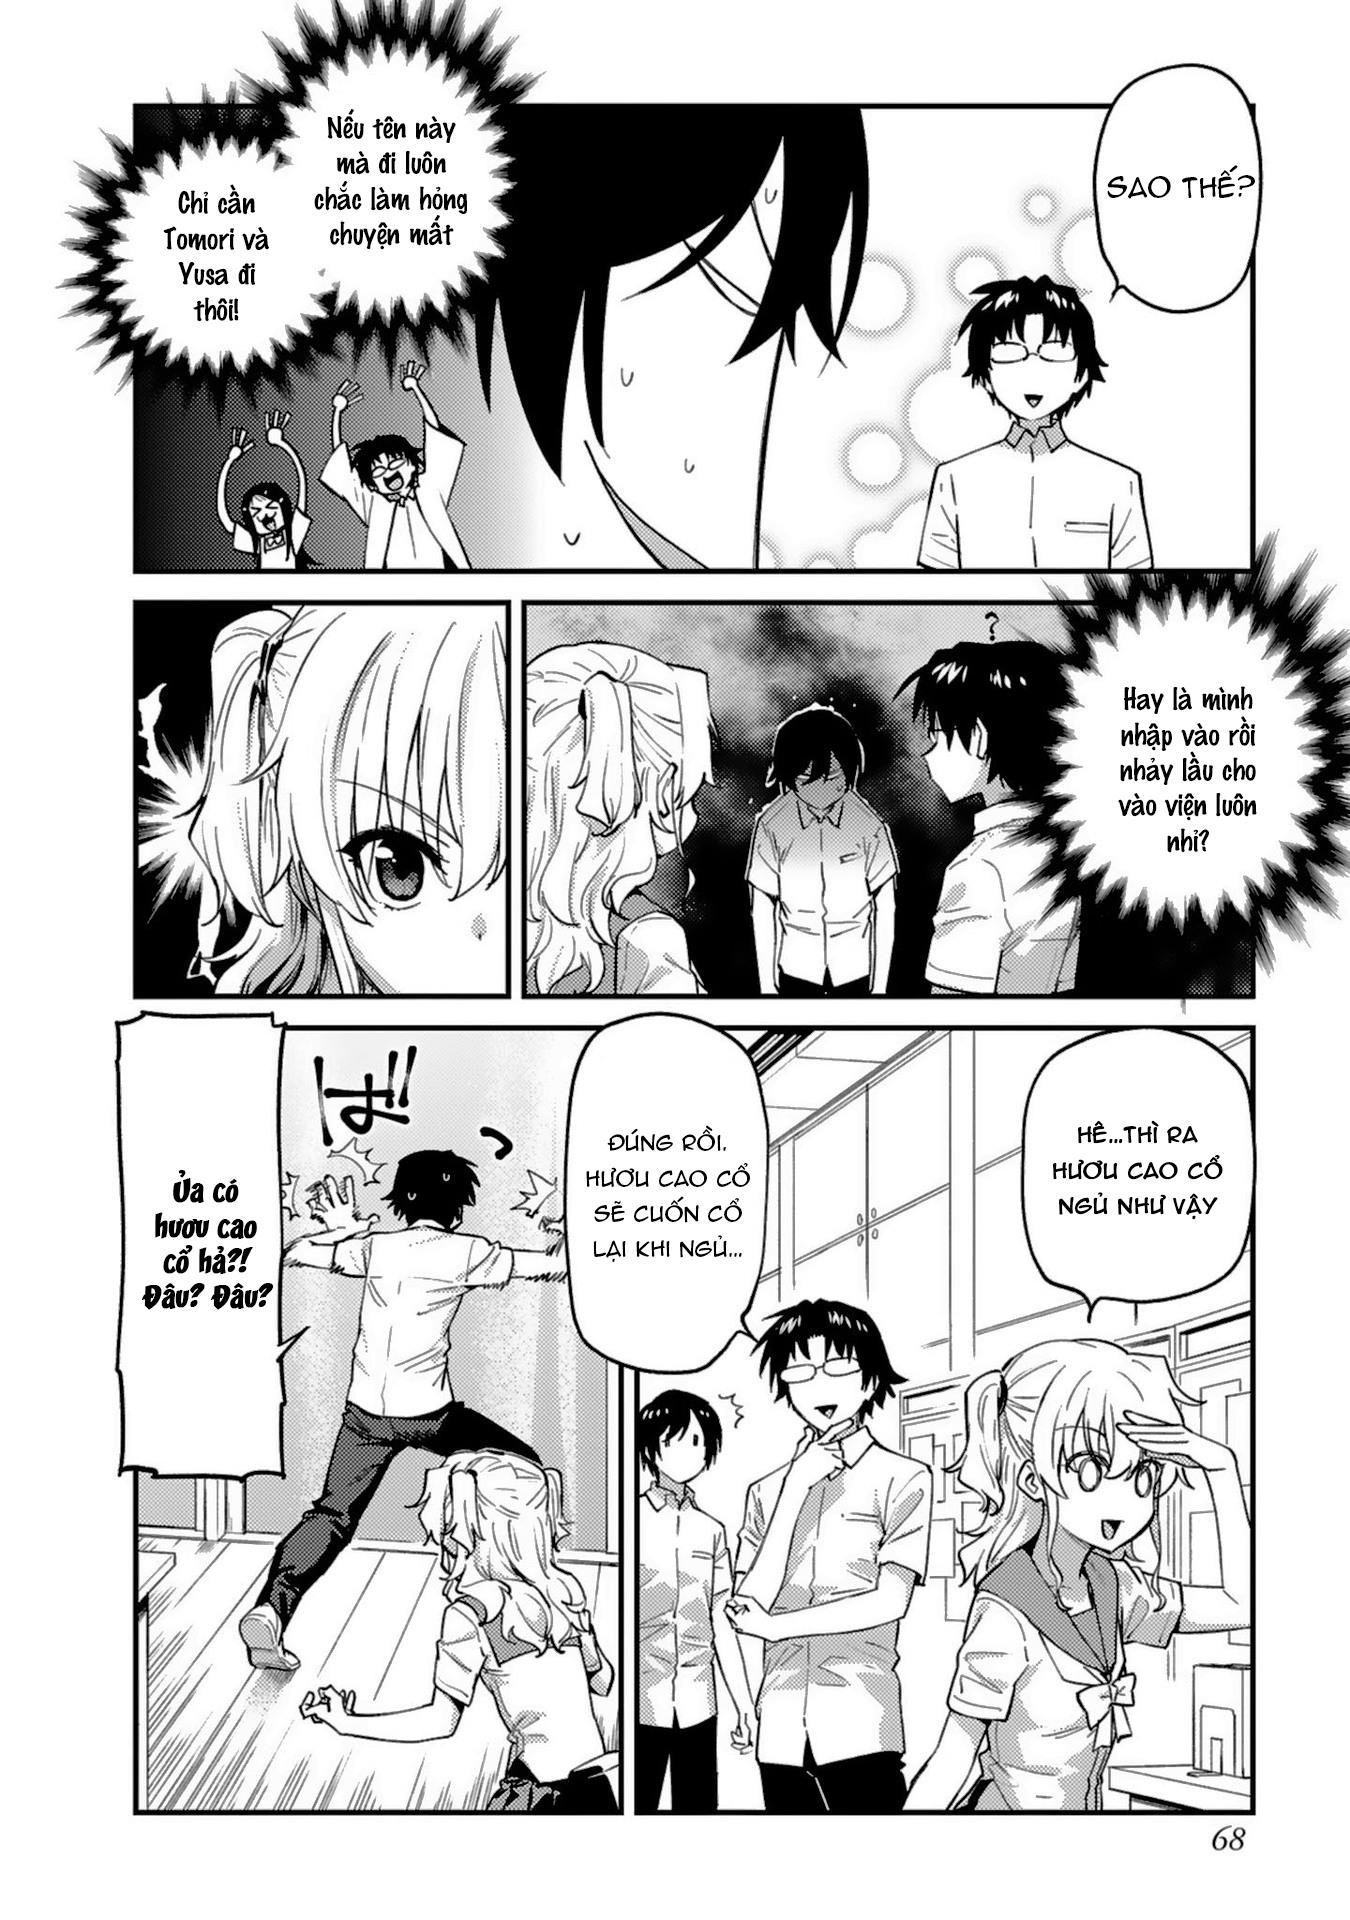 SAO THẾ?
Nếu tên này
mà đi luôn
chắc làm hỏng
chuyện mất
Chỉ cần
Tomori và
Yusa đi
thôi!
?
Hay là mình
nhập vào rồi
nhảy lầu cho
vào viện luôn
nhỉ?
HÊ...THÌ RA
HƯƠU CAO CỔ
NGỦ NHƯ VẬY
ĐÚNG RỒI.
HƯƠU CAO CỔ
SẼ CUỐN CỔ
LẠI KHI NGỦ...
ばっ
Ủa có
hươu cao
cổ hả?!
Đâu? Đâu?
68